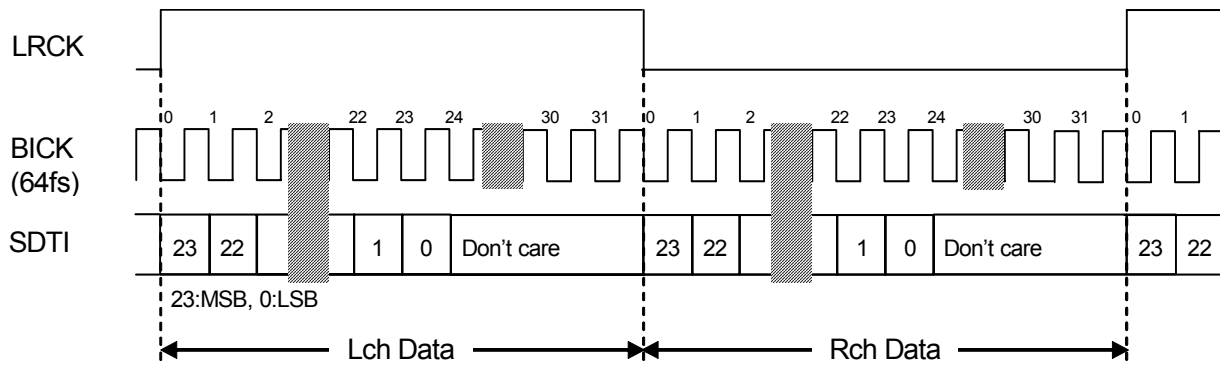 LRCK
0 1 2 22 23 24 30 31 0 1 2 22 23 24 30 31 0 1
BICK
(64fs)
SDTI
23 22 1 0 Don't care 23 22 1 0 Don't care 23 22
23:MSB, 0:LSB
Lch Data Rch Data